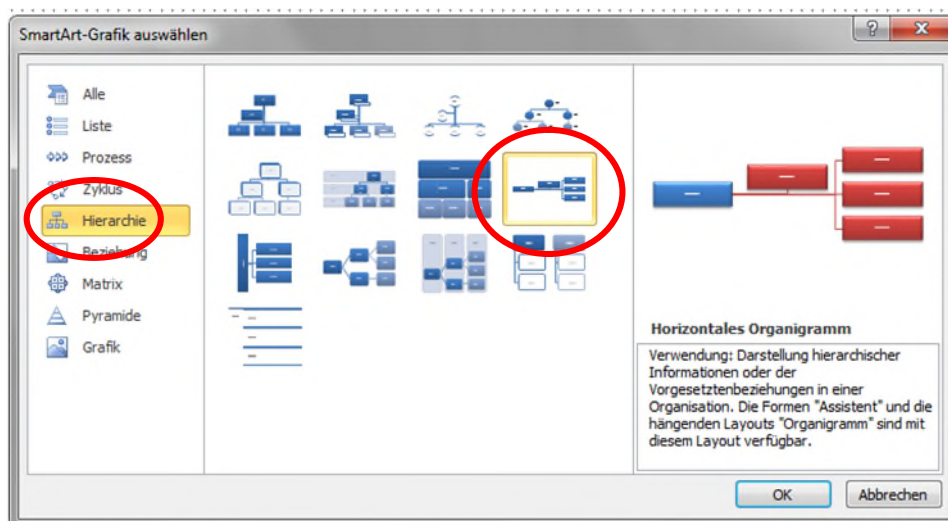 SmartArt-Grafik auswählen
Alle
Liste
Prozess
Zyklus
Hierarchie
Beziehung
Matrix
Pyramide
Grafik
Horizontales Organigramm
Verwendung: Darstellung hierarchischer
Informationen oder der
Vorgesetztenbeziehungen in einer
Organisation. Die Formen "Assistent" und die
hängenden Layouts "Organigramm" sind mit
diesem Layout verfügbar.
OK
Abbrechen